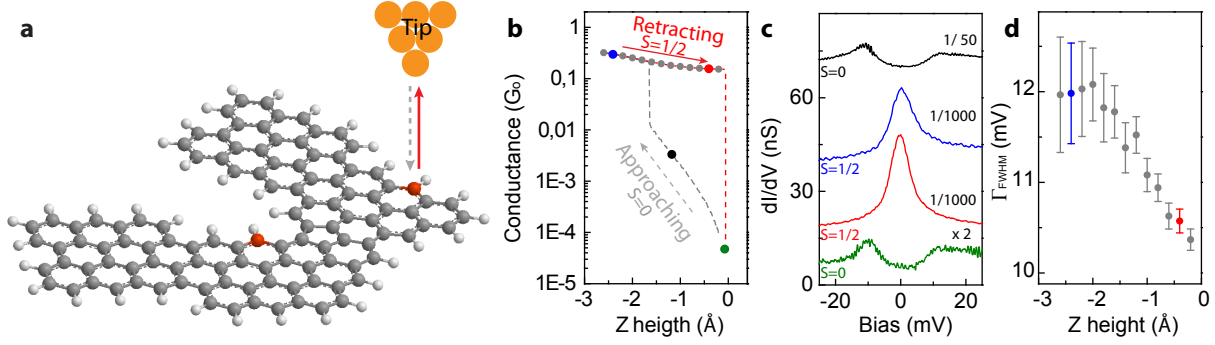 a
Tip
b
Conductance (G₀)
1
0,1
0,01
1E-3
1E-4
1E-5
Retracting
S=1/2
Approaching
S=0
-3
-2
-1
0
Z heigth (Å)
c
dI/dV (nS)
60
30
0
1/ 50
S=0
1/1000
S=1/2
1/1000
S=1/2
x 2
S=0
-20
0
20
Bias (mV)
d
Γ_FWHM (mV)
12
11
10
-3
-2
-1
0
Z height (Å)